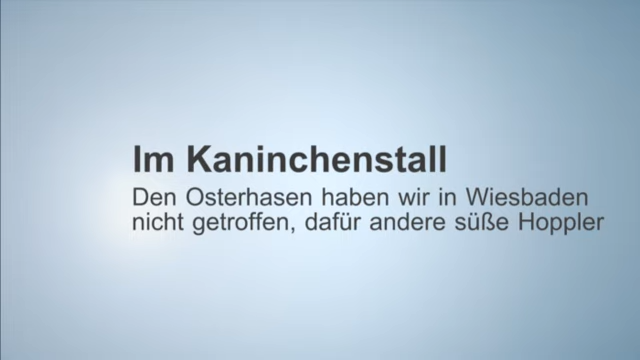 Im Kaninchenstall
Den Osterhasen haben wir in Wiesbaden
nicht getroffen, dafür andere süße Hoppler